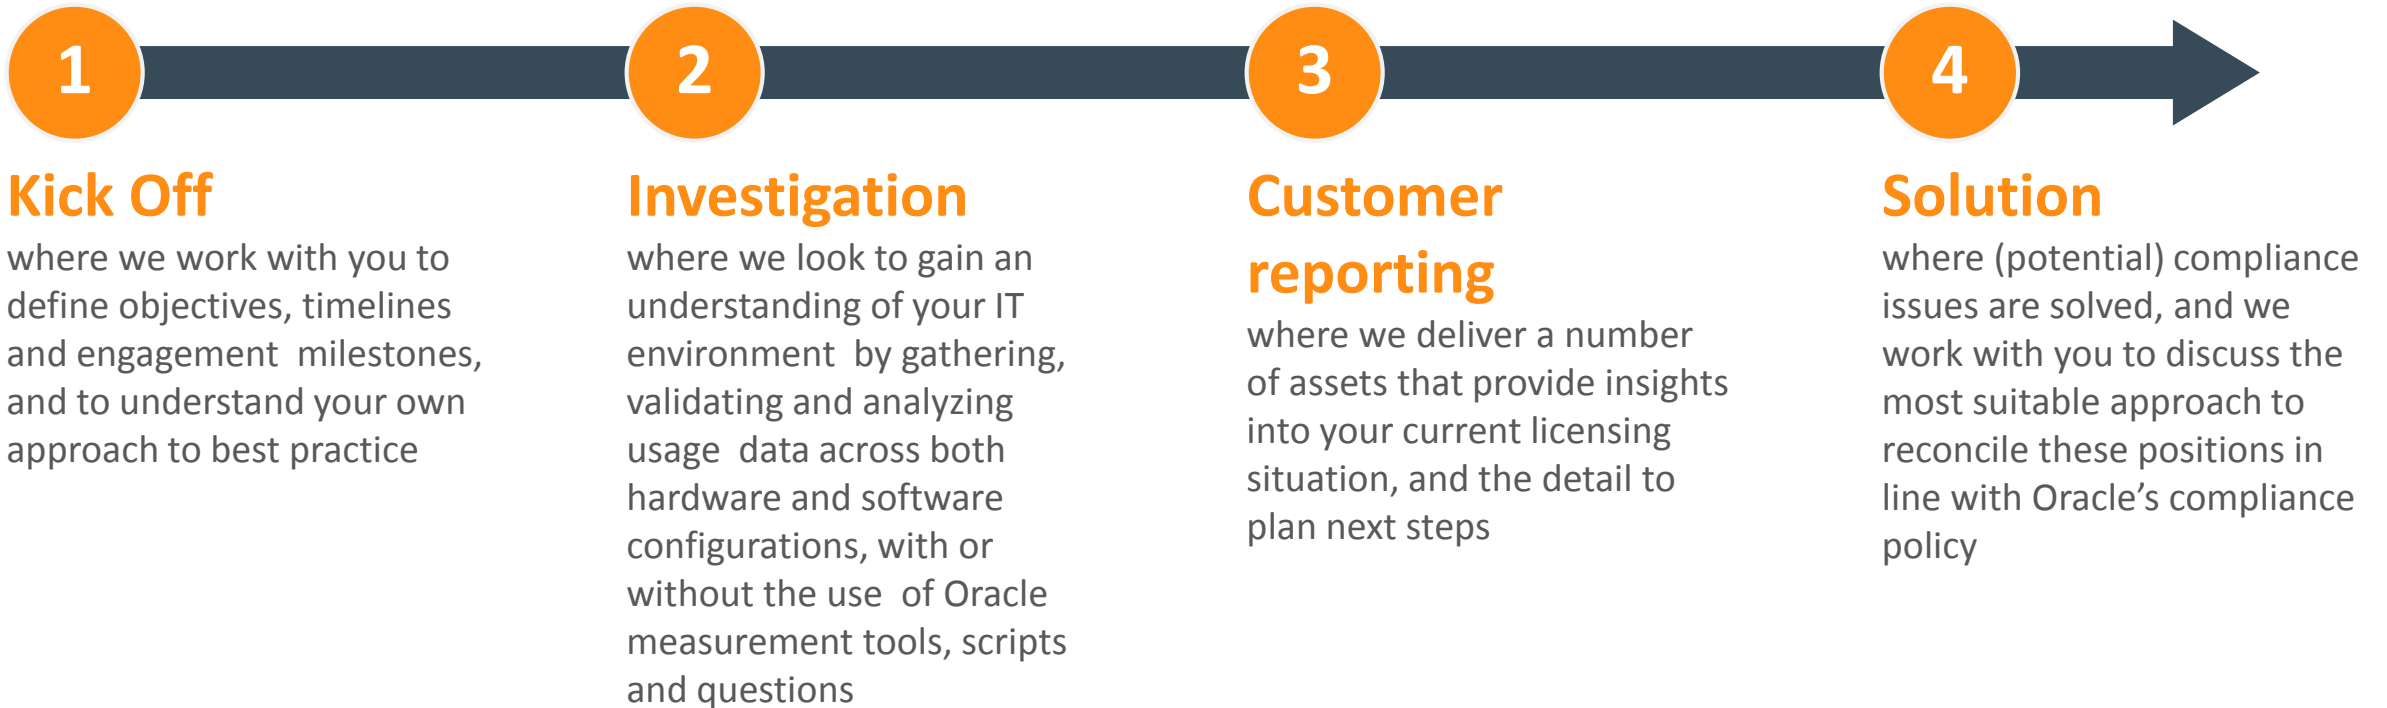 1
Kick Off
where we work with you to
define objectives, timelines
and engagement  milestones,
and to understand your own
approach to best practice
2
Investigation
where we look to gain an
understanding of your IT
environment  by gathering,
validating and analyzing
usage  data across both
hardware and software
configurations, with or
without the use  of Oracle
measurement tools, scripts
and questions
3
Customer
reporting
where we deliver a number
of assets that provide insights
into your current licensing
situation, and the detail to
plan next steps
4
Solution
where (potential) compliance
issues are solved, and we
work with you to discuss the
most suitable approach to
reconcile these positions in
line with Oracle’s compliance
policy